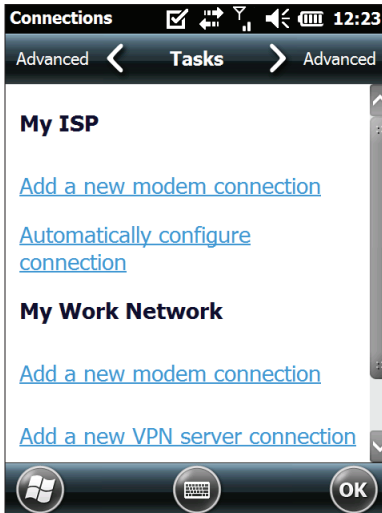 Connections 12:23
Advanced Tasks Advanced
My ISP
Add a new modem connection
Automatically configure
connection
My Work Network
Add a new modem connection
Add a new VPN server connection
OK